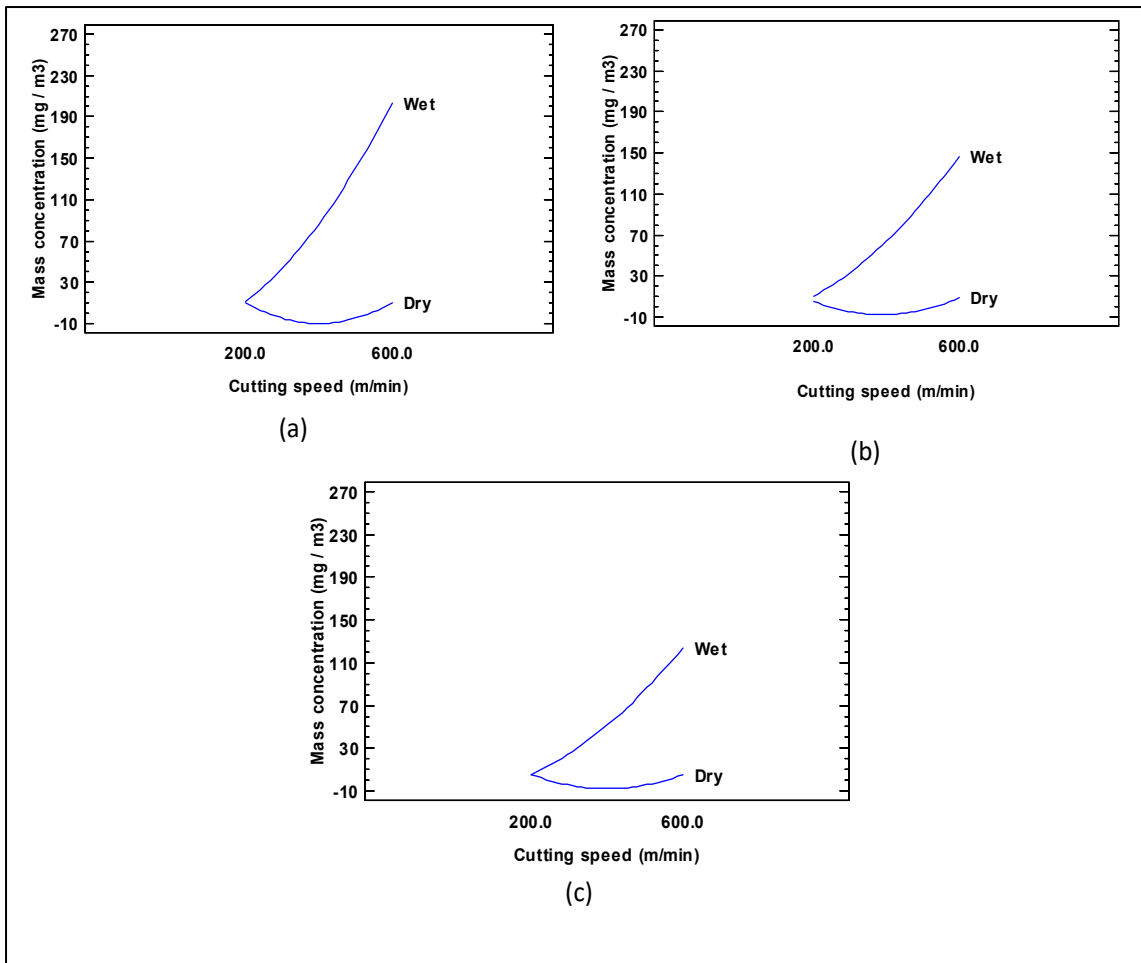 Mass concentration (mg / m3)
270
230
190
150
110
70
30
-10
Wet
Dry
200.0 600.0
Cutting speed (m/min)
(a)
Mass concentration (mg / m3)
270
230
190
150
110
70
30
-10
Wet
Dry
200.0 600.0
Cutting speed (m/min)
(b)
Mass concentration (mg / m3)
270
230
190
150
110
70
30
-10
Wet
Dry
200.0 600.0
Cutting speed (m/min)
(c)